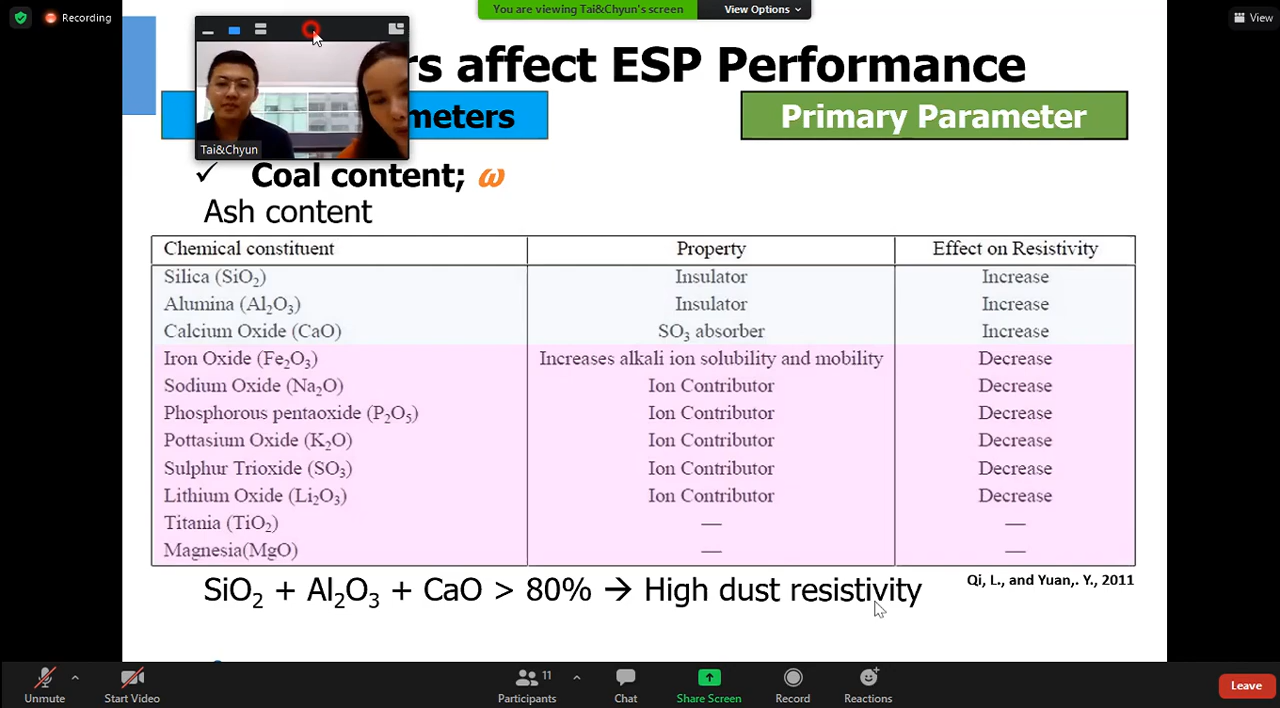 Recording
You are viewing Tai&Chyun's screen
View Options
View
rs affect ESP Performance
meters
Primary Parameter
Tai&Chyun
✓ Coal content; ω
Ash content
Chemical constituent Property Effect on Resistivity
Silica (SiO₂) Insulator Increase
Alumina (Al₂O₃) Insulator Increase
Calcium Oxide (CaO) SO₃ absorber Increase
Iron Oxide (Fe₂O₃) Increases alkali ion solubility and mobility Decrease
Sodium Oxide (Na₂O) Ion Contributor Decrease
Phosphorous pentaoxide (P₂O₅) Ion Contributor Decrease
Pottasium Oxide (K₂O) Ion Contributor Decrease
Sulphur Trioxide (SO₃) Ion Contributor Decrease
Lithium Oxide (Li₂O₃) Ion Contributor Decrease
Titania (TiO₂) — —
Magnesia(MgO) — —
SiO₂ + Al₂O₃ + CaO > 80% → High dust resistivity
Qi, L., and Yuan,. Y., 2011
Unmute
Start Video
Participants 11
Chat
Share Screen
Record
Reactions
Leave